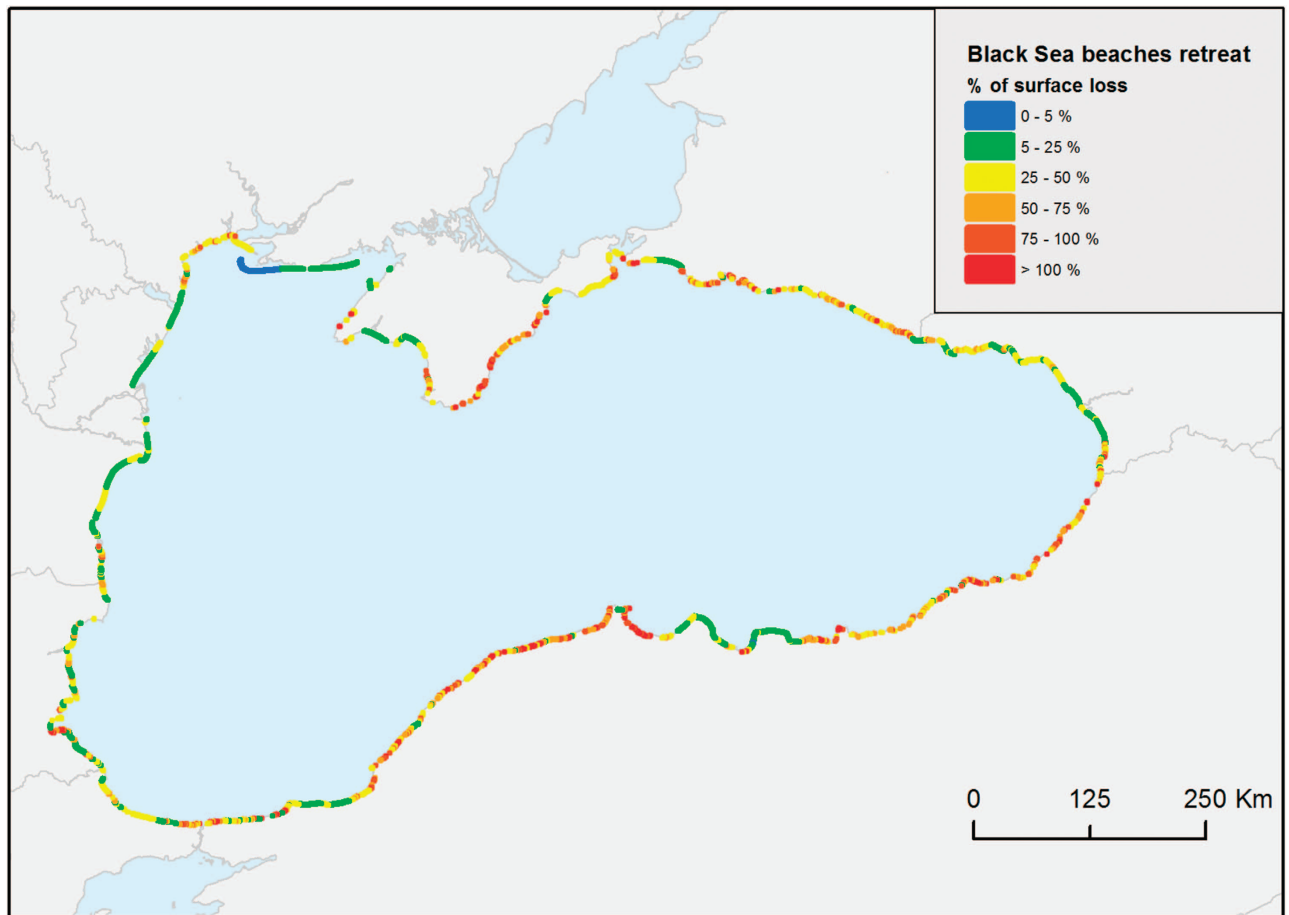 Black Sea beaches retreat
% of surface loss
0 - 5 %
5 - 25 %
25 - 50 %
50 - 75 %
75 - 100 %
> 100 %
0 125 250 Km